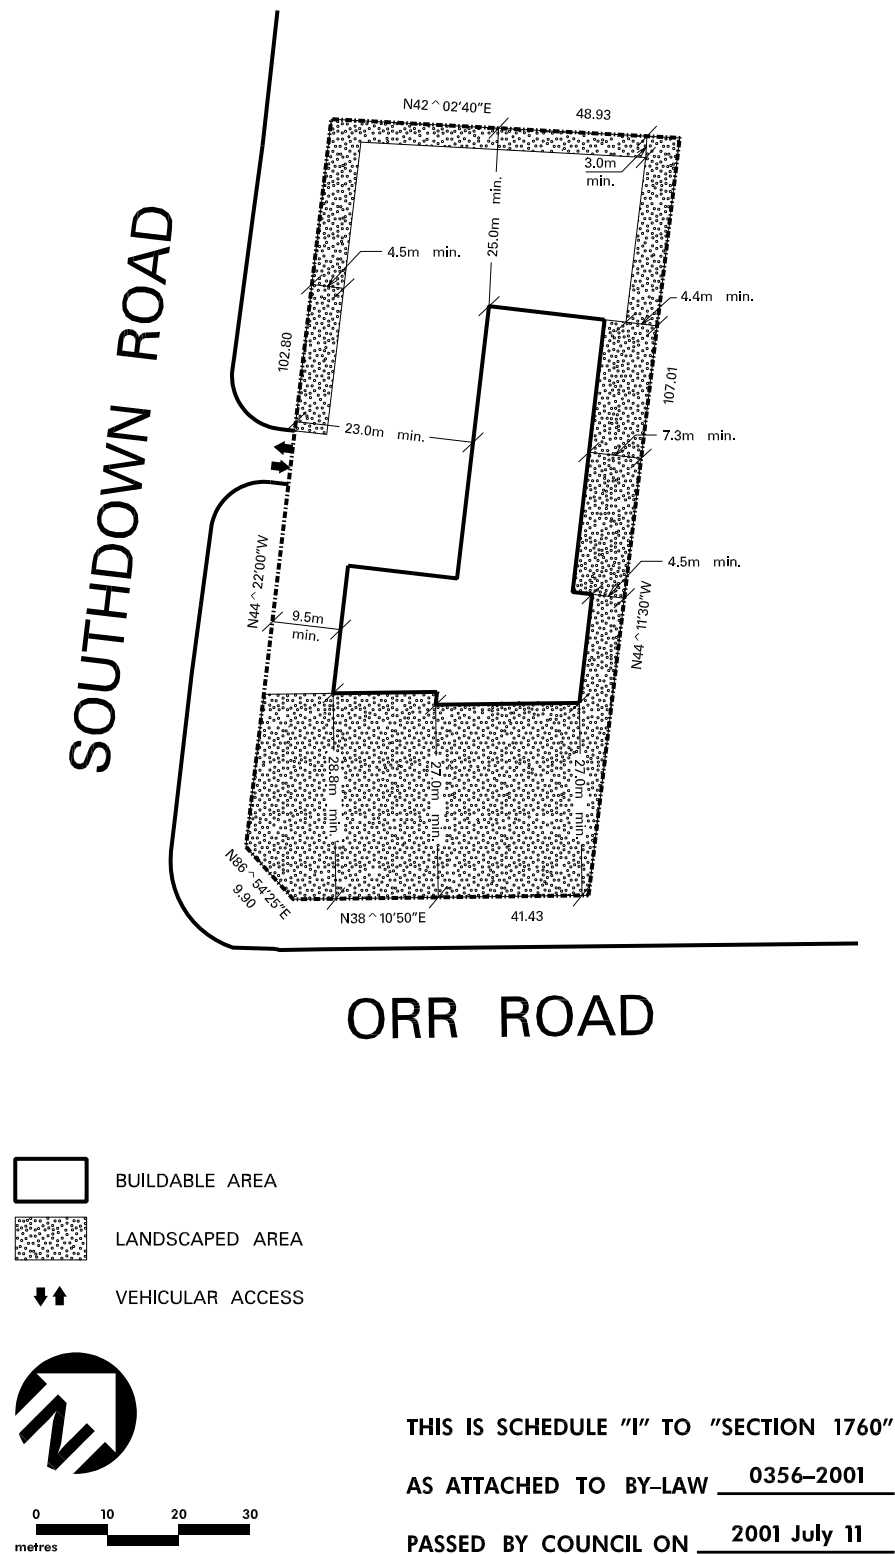 N42^02'40"E
48.93
3.0m
min.
25.0m min.
4.5m min.
4.4m min.
SOUTHDOWN ROAD
102.80
107.01
23.0m min.
7.3m min.
4.5m min.
N44^22'00"W
9.5m
min.
N44^11'30"W
28.8m min.
27.0m min.
27.0m min.
N86^54'25"E
9.90
N38^10'50"E
41.43
ORR ROAD
BUILDABLE AREA
LANDSCAPED AREA
VEHICULAR ACCESS
N
0 10 20 30
metres
THIS IS SCHEDULE "I" TO "SECTION 1760"
AS ATTACHED TO BY-LAW 0356-2001
PASSED BY COUNCIL ON 2001 July 11